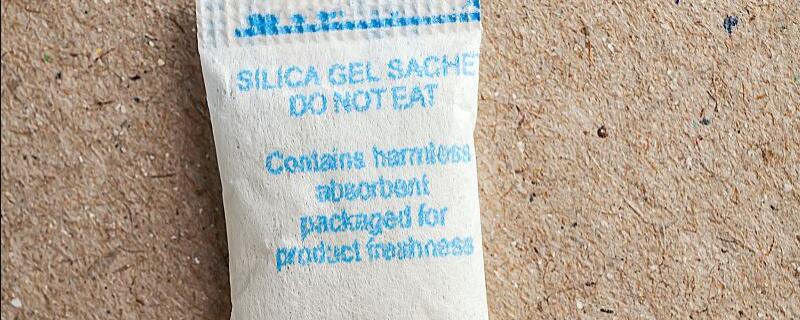 SILICA GEL SACHE
DO NOT EAT
Contains harmless
absorbent
packaged for
product freshness